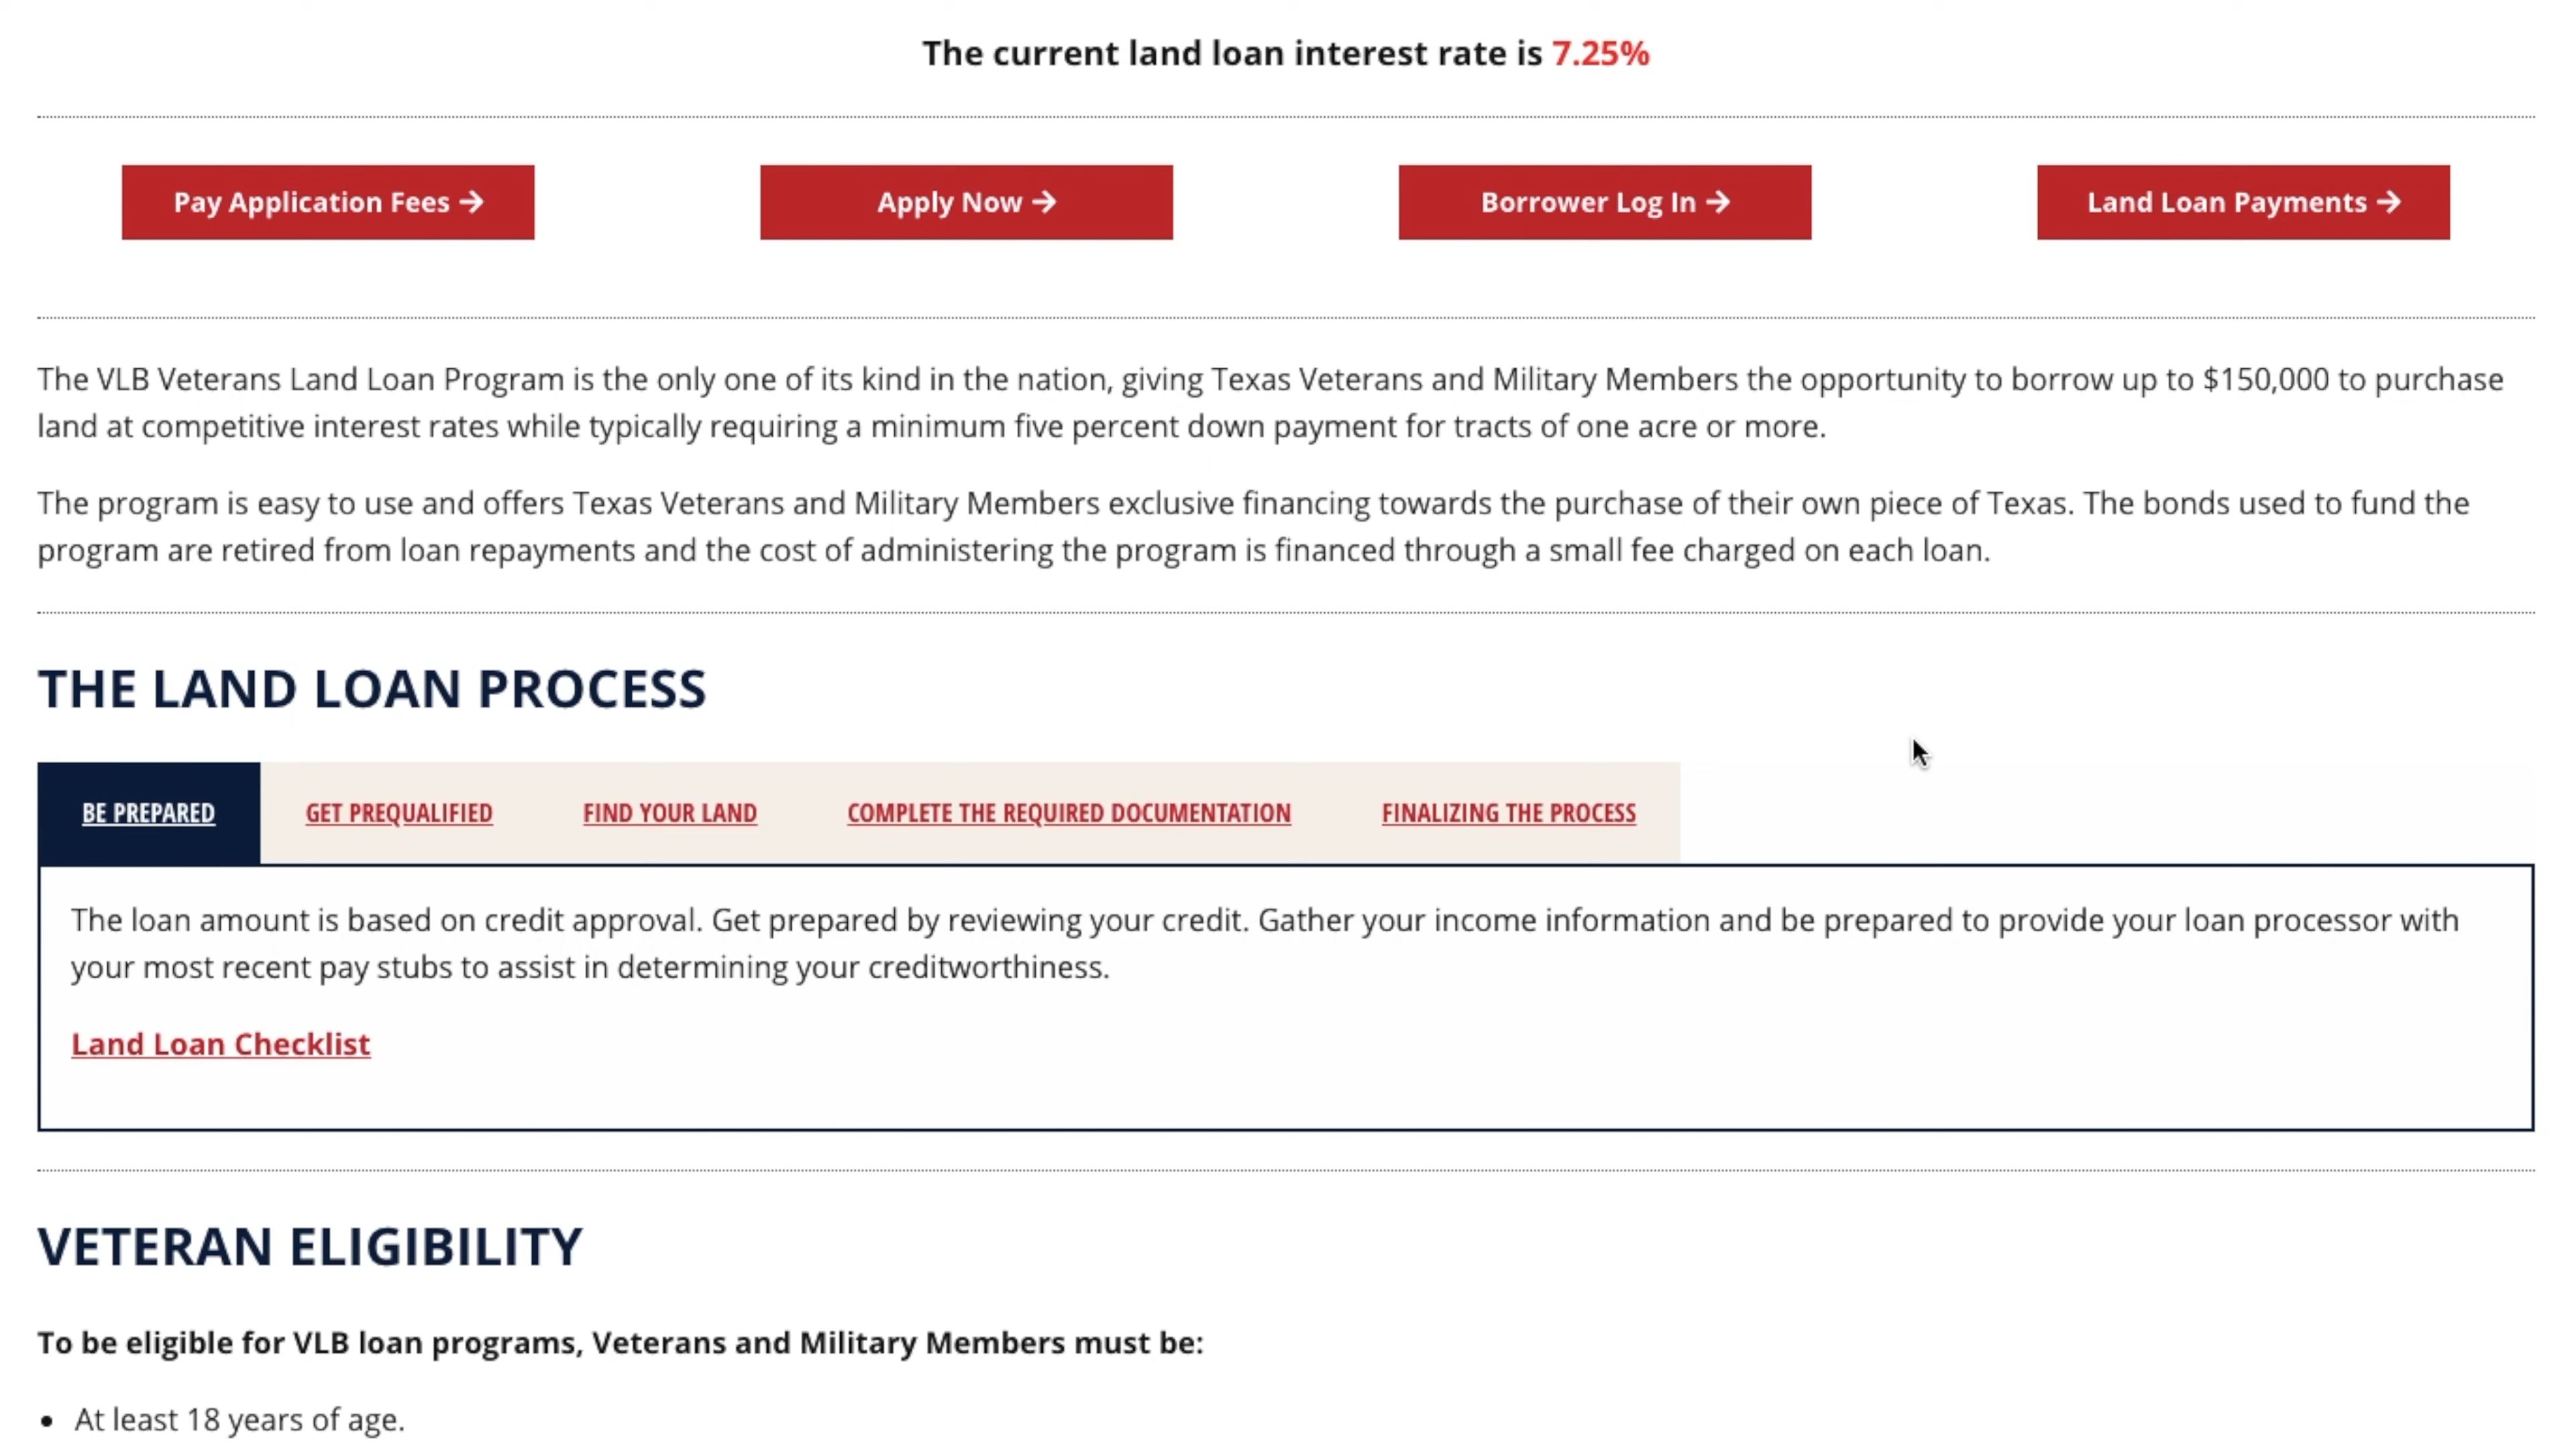 The current land loan interest rate is 7.25%
Pay Application Fees →
Apply Now →
Borrower Log In →
Land Loan Payments →
The VLB Veterans Land Loan Program is the only one of its kind in the nation, giving Texas Veterans and Military Members the opportunity to borrow up to $150,000 to purchase
land at competitive interest rates while typically requiring a minimum five percent down payment for tracts of one acre or more.
The program is easy to use and offers Texas Veterans and Military Members exclusive financing towards the purchase of their own piece of Texas. The bonds used to fund the
program are retired from loan repayments and the cost of administering the program is financed through a small fee charged on each loan.
THE LAND LOAN PROCESS
BE PREPARED
GET PREQUALIFIED
FIND YOUR LAND
COMPLETE THE REQUIRED DOCUMENTATION
FINALIZING THE PROCESS
The loan amount is based on credit approval. Get prepared by reviewing your credit. Gather your income information and be prepared to provide your loan processor with
your most recent pay stubs to assist in determining your creditworthiness.
Land Loan Checklist
VETERAN ELIGIBILITY
To be eligible for VLB loan programs, Veterans and Military Members must be:
• At least 18 years of age.